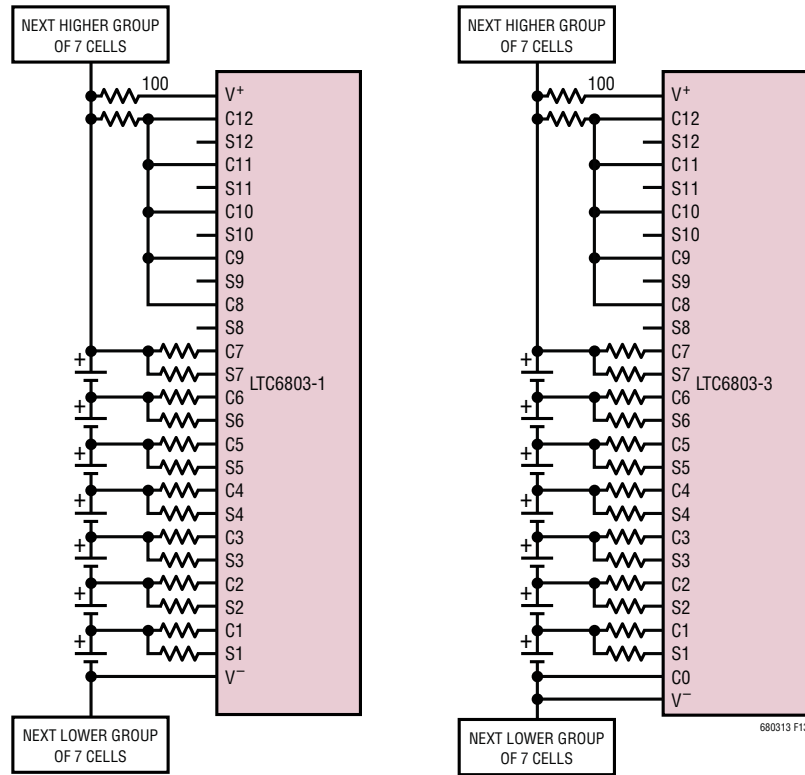 NEXT HIGHER GROUP
OF 7 CELLS
100
V+
C12
S12
C11
S11
C10
S10
C9
S9
C8
S8
C7
S7
C6
S6
C5
S5
C4
S4
C3
S3
C2
S2
C1
S1
V−
LTC6803-1
+
+
+
+
+
+
+
NEXT LOWER GROUP
OF 7 CELLS
NEXT HIGHER GROUP
OF 7 CELLS
100
V+
C12
S12
C11
S11
C10
S10
C9
S9
C8
S8
C7
S7
C6
S6
C5
S5
C4
S4
C3
S3
C2
S2
C1
S1
C0
V−
LTC6803-3
+
+
+
+
+
+
+
NEXT LOWER GROUP
OF 7 CELLS